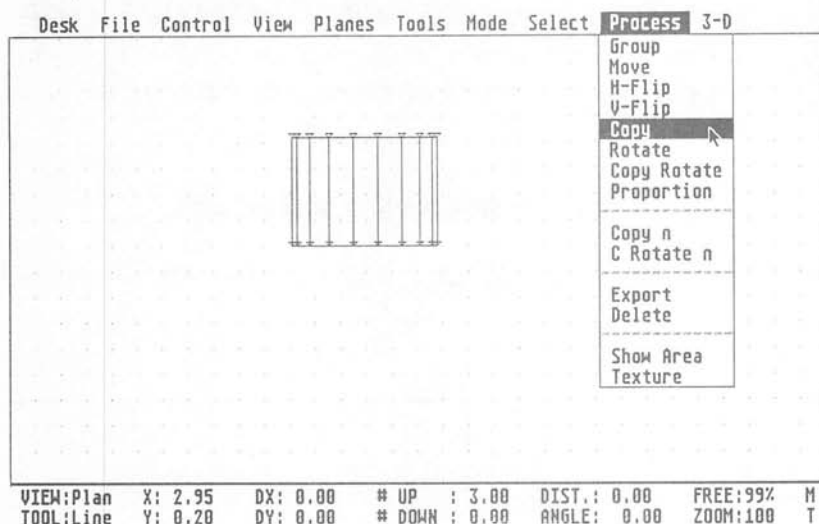 Desk File Control View Planes Tools Mode Select Process 3-D
Group
Move
H-Flip
V-Flip
Copy
Rotate
Copy Rotate
Proportion
Copy n
C Rotate n
Export
Delete
Show Area
Texture
VIEW:Plan X: 2.95 DX: 0.00 # UP : 3.00 DIST.: 0.00 FREE:99% M
TOOL:Line Y: 0.20 DY: 0.00 # DOWN : 0.00 ANGLE: 0.00 ZOOM:100 T